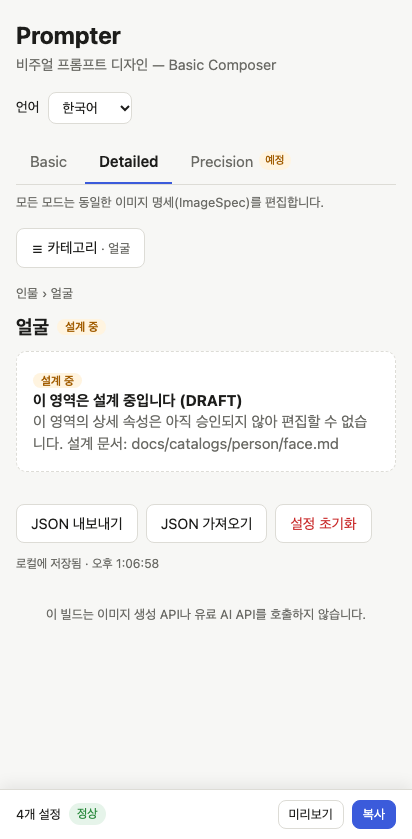 Prompter
비주얼 프롬프트 디자인 — Basic Composer
언어 한국어
Basic Detailed Precision 예정
모든 모드는 동일한 이미지 명세(ImageSpec)를 편집합니다.
≡ 카테고리 · 얼굴
인물 › 얼굴
얼굴 설계 중
설계 중
이 영역은 설계 중입니다 (DRAFT)
이 영역의 상세 속성은 아직 승인되지 않아 편집할 수 없습
니다. 설계 문서: docs/catalogs/person/face.md
JSON 내보내기 JSON 가져오기 설정 초기화
로컬에 저장됨 · 오후 1:06:58
이 빌드는 이미지 생성 API나 유료 AI API를 호출하지 않습니다.
4개 설정 정상 미리보기 복사